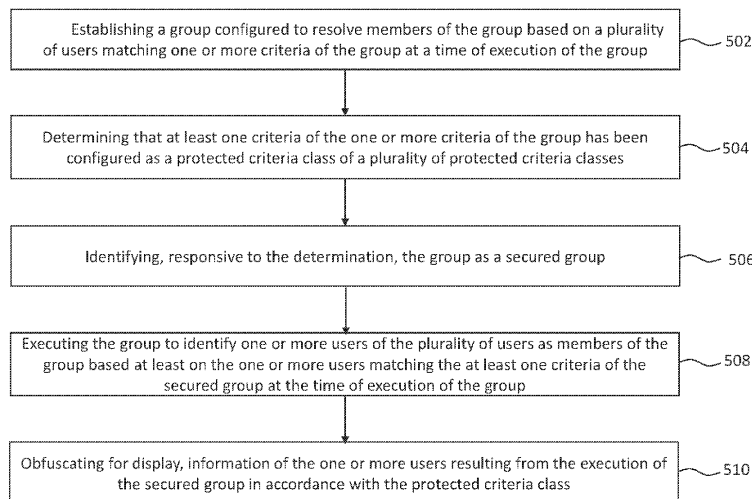 Establishing a group configured to resolve members of the group based on a plurality
of users matching one or more criteria of the group at a time of execution of the group
502
Determining that at least one criteria of the one or more criteria of the group has been
configured as a protected criteria class of a plurality of protected criteria classes
504
Identifying, responsive to the determination, the group as a secured group
506
Executing the group to identify one or more users of the plurality of users as members of the
group based at least on the one or more users matching the at least one criteria of the
secured group at the time of execution of the group
508
Obfuscating for display, information of the one or more users resulting from the execution of
the secured group in accordance with the protected criteria class
510